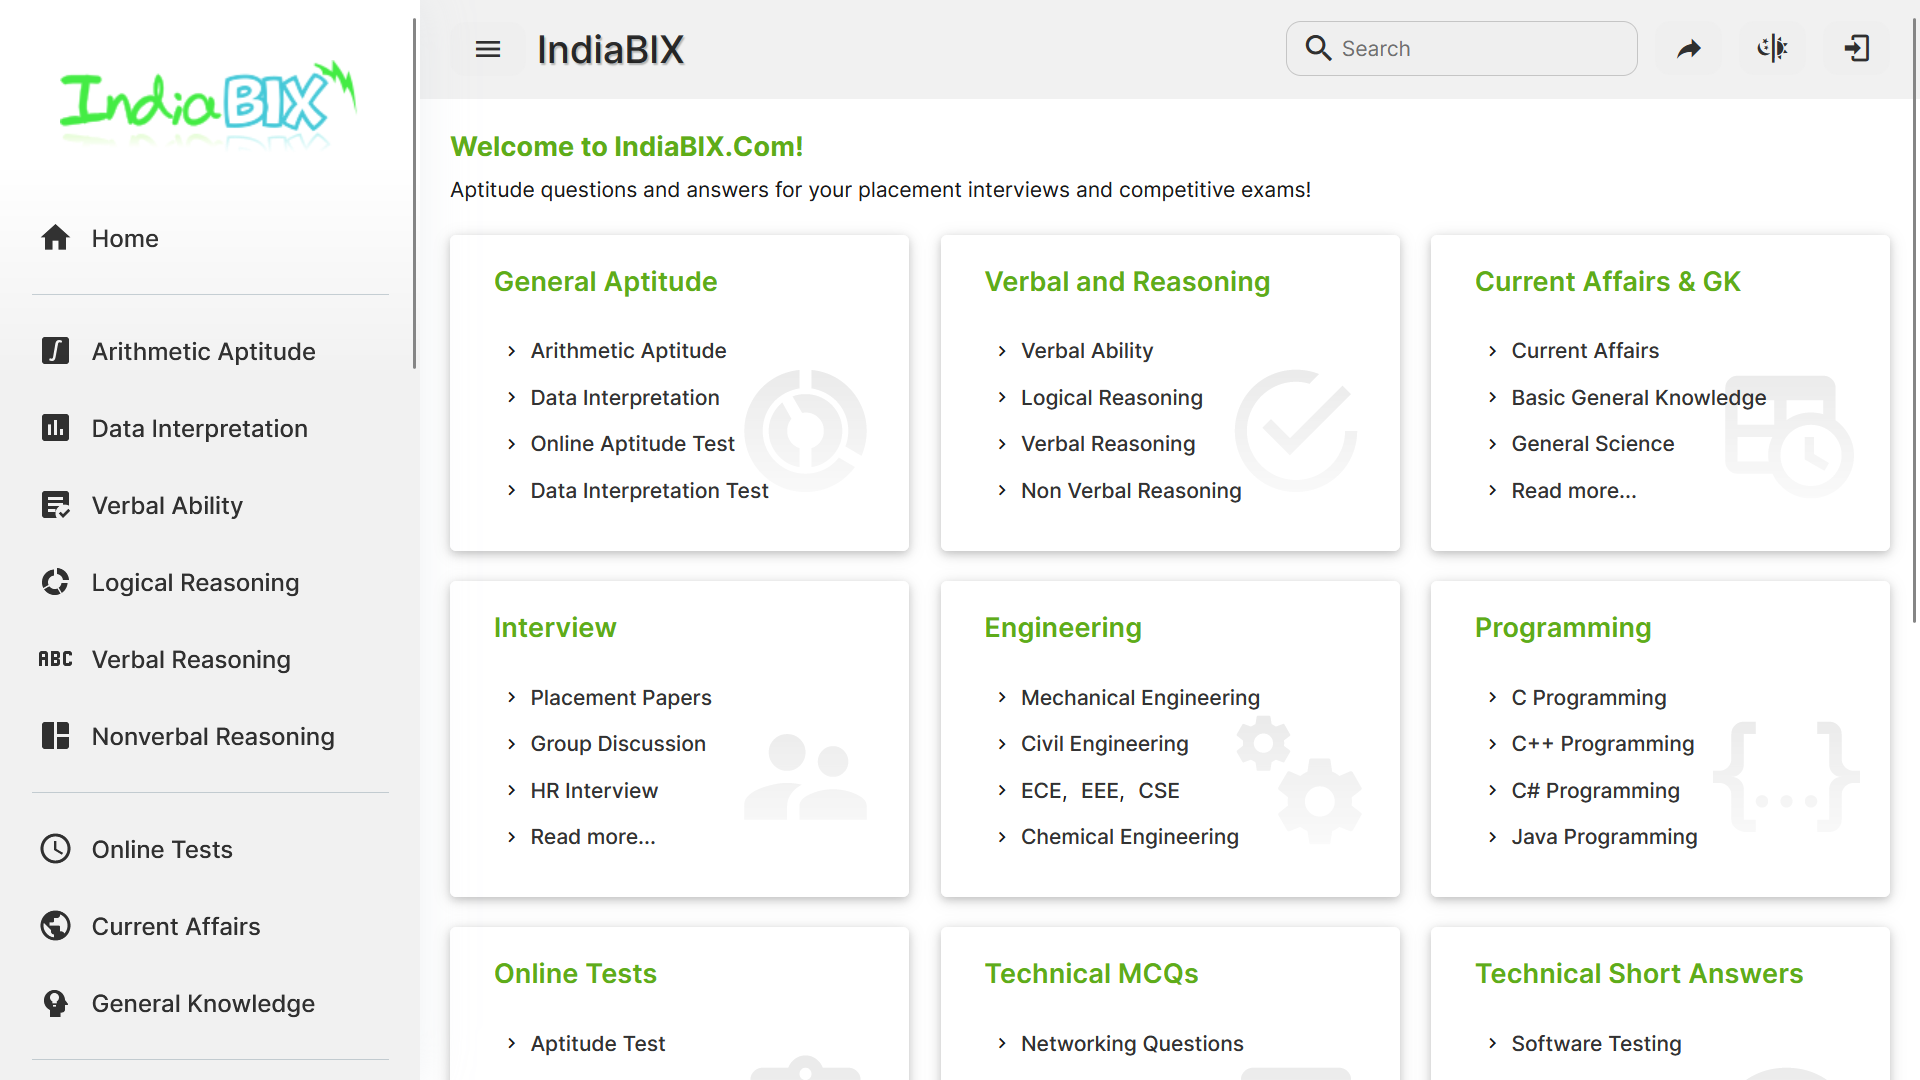 IndiaBIX
Home
Arithmetic Aptitude
Data Interpretation
Verbal Ability
Logical Reasoning
ABC Verbal Reasoning
Nonverbal Reasoning
Online Tests
Current Affairs
General Knowledge
IndiaBIX
Search
Welcome to IndiaBIX.Com!
Aptitude questions and answers for your placement interviews and competitive exams!
General Aptitude
Arithmetic Aptitude
Data Interpretation
Online Aptitude Test
Data Interpretation Test
Verbal and Reasoning
Verbal Ability
Logical Reasoning
Verbal Reasoning
Non Verbal Reasoning
Current Affairs & GK
Current Affairs
Basic General Knowledge
General Science
Read more...
Interview
Placement Papers
Group Discussion
HR Interview
Read more...
Engineering
Mechanical Engineering
Civil Engineering
ECE, EEE, CSE
Chemical Engineering
Programming
C Programming
C++ Programming
C# Programming
Java Programming
Online Tests
Aptitude Test
Technical MCQs
Networking Questions
Technical Short Answers
Software Testing